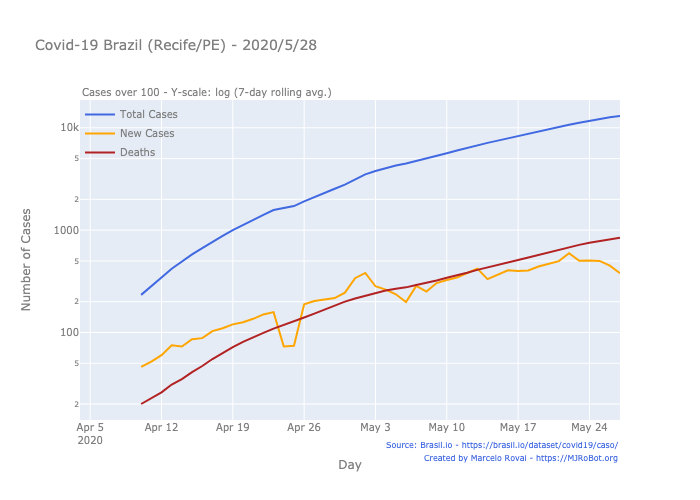 Covid-19 Brazil (Recife/PE) - 2020/5/28
Cases over 100 - Y-scale: log (7-day rolling avg.)
Total Cases
New Cases
Deaths
Number of Cases
10k
5
2
1000
5
2
100
5
2
Apr 5 Apr 12 Apr 19 Apr 26 May 3 May 10 May 17 May 24
2020
Day
Source: Brasil.io - https://brasil.io/dataset/covid19/caso/
Created by Marcelo Rovai - https://MJRoBot.org